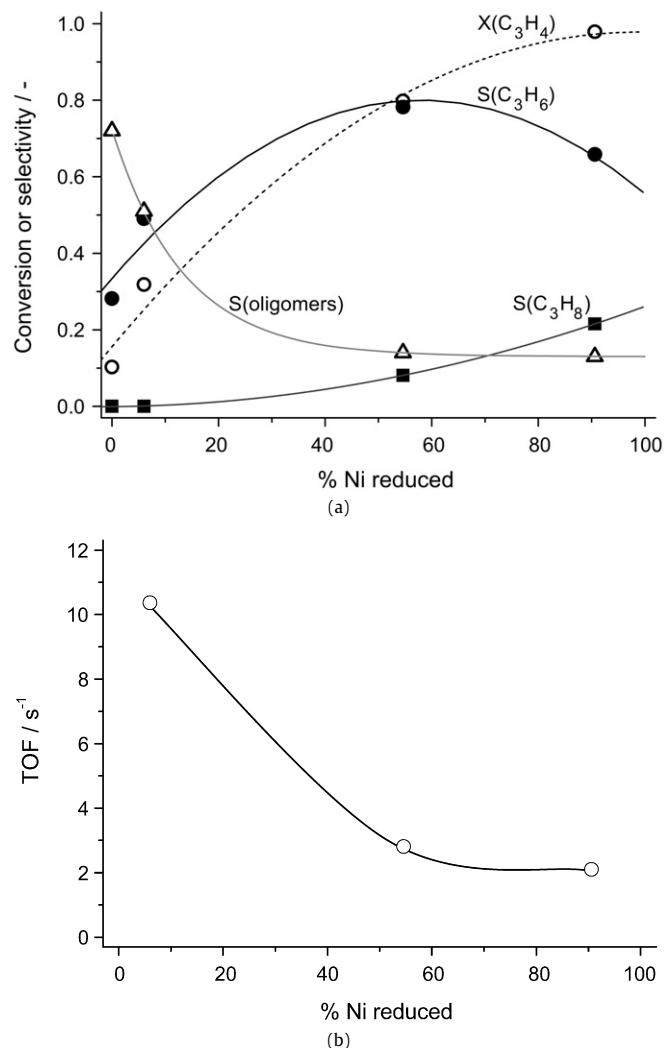 1.0
0.8
0.6
0.4
0.2
0.0
Conversion or selectivity / -
X(C₃H₄)
S(C₃H₆)
S(oligomers)
S(C₃H₈)
0 20 40 60 80 100
% Ni reduced
(a)
12
10
8
6
4
2
0
TOF / s⁻¹
0 20 40 60 80 100
% Ni reduced
(b)